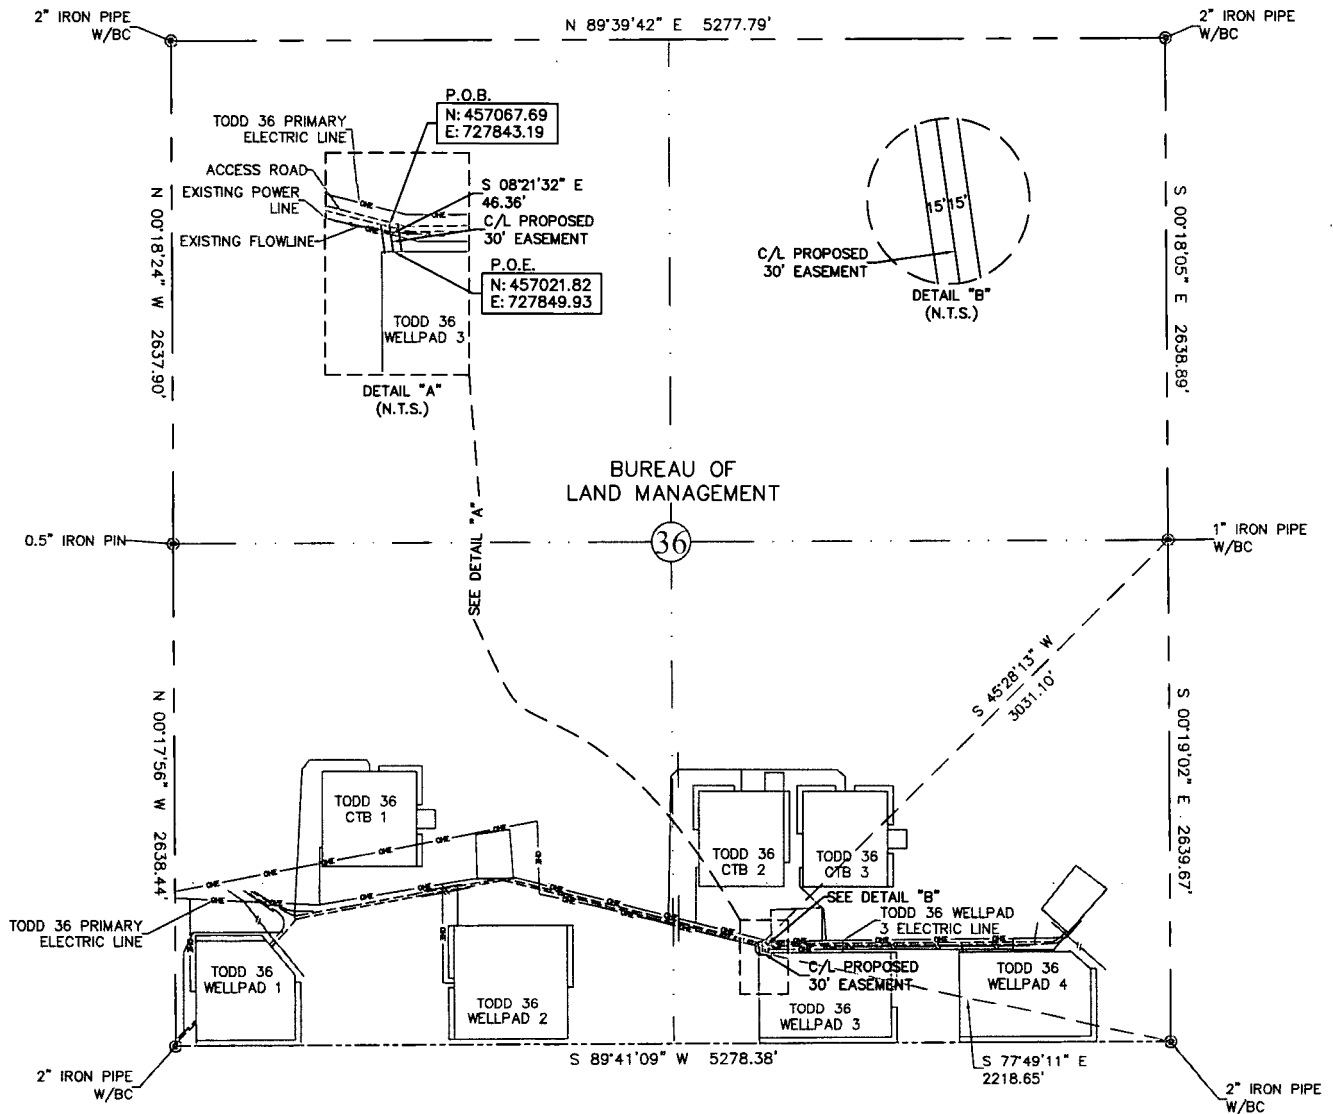 2" IRON PIPE
W/BC
N 89°39'42" E 5277.79'
2" IRON PIPE
W/BC
P.O.B.
N: 457067.69
E: 727843.19
TODD 36 PRIMARY
ELECTRIC LINE
ACCESS ROAD
EXISTING POWER
LINE
EXISTING FLOWLINE
OHE
OHE
S 08°21'32" E
46.36'
C/L PROPOSED
30' EASEMENT
P.O.E.
N: 457021.82
E: 727849.93
TODD 36
WELLPAD 3
DETAIL "A"
(N.T.S.)
15' 15'
C/L PROPOSED
30' EASEMENT
DETAIL "B"
(N.T.S.)
N 00°18'24" W 2637.90'
S 00°18'05" E 2638.89'
BUREAU OF
LAND MANAGEMENT
36
0.5" IRON PIN
1" IRON PIPE
W/BC
SEE DETAIL "A"
S 45°28'13" W
3031.10'
N 00°17'56" W 2638.44'
S 00°19'02" E 2639.67'
TODD 36
CTB 1
TODD 36
CTB 2
TODD 36
CTB 3
OHE
OHE
OHE
OHE
OHE
SEE DETAIL "B"
TODD 36 WELLPAD
3 ELECTRIC LINE
TODD 36 PRIMARY
ELECTRIC LINE
TODD 36
WELLPAD 1
TODD 36
WELLPAD 2
C/L PROPOSED
30' EASEMENT
TODD 36
WELLPAD 3
TODD 36
WELLPAD 4
S 89°41'09" W 5278.38'
S 77°49'11" E
2218.65'
2" IRON PIPE
W/BC
2" IRON PIPE
W/BC